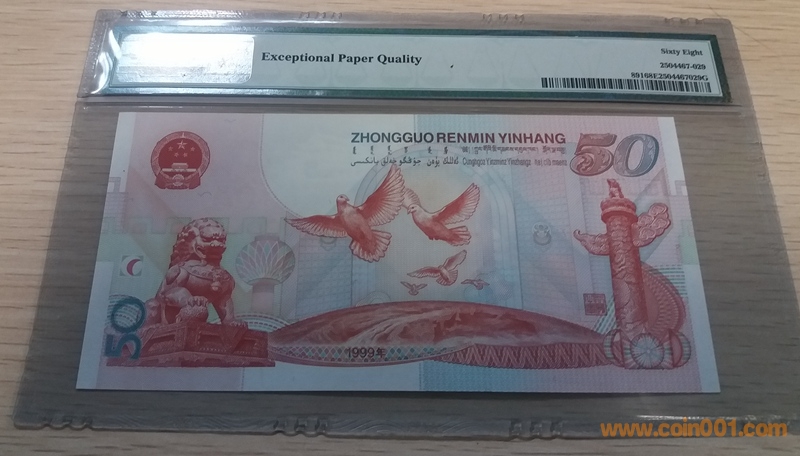 Exceptional Paper Quality
Sixty Eight
2504467-029
89168E2504467029G
ZHONGGUO RENMIN YINHANG
50
50
1999年
www.coin001.com